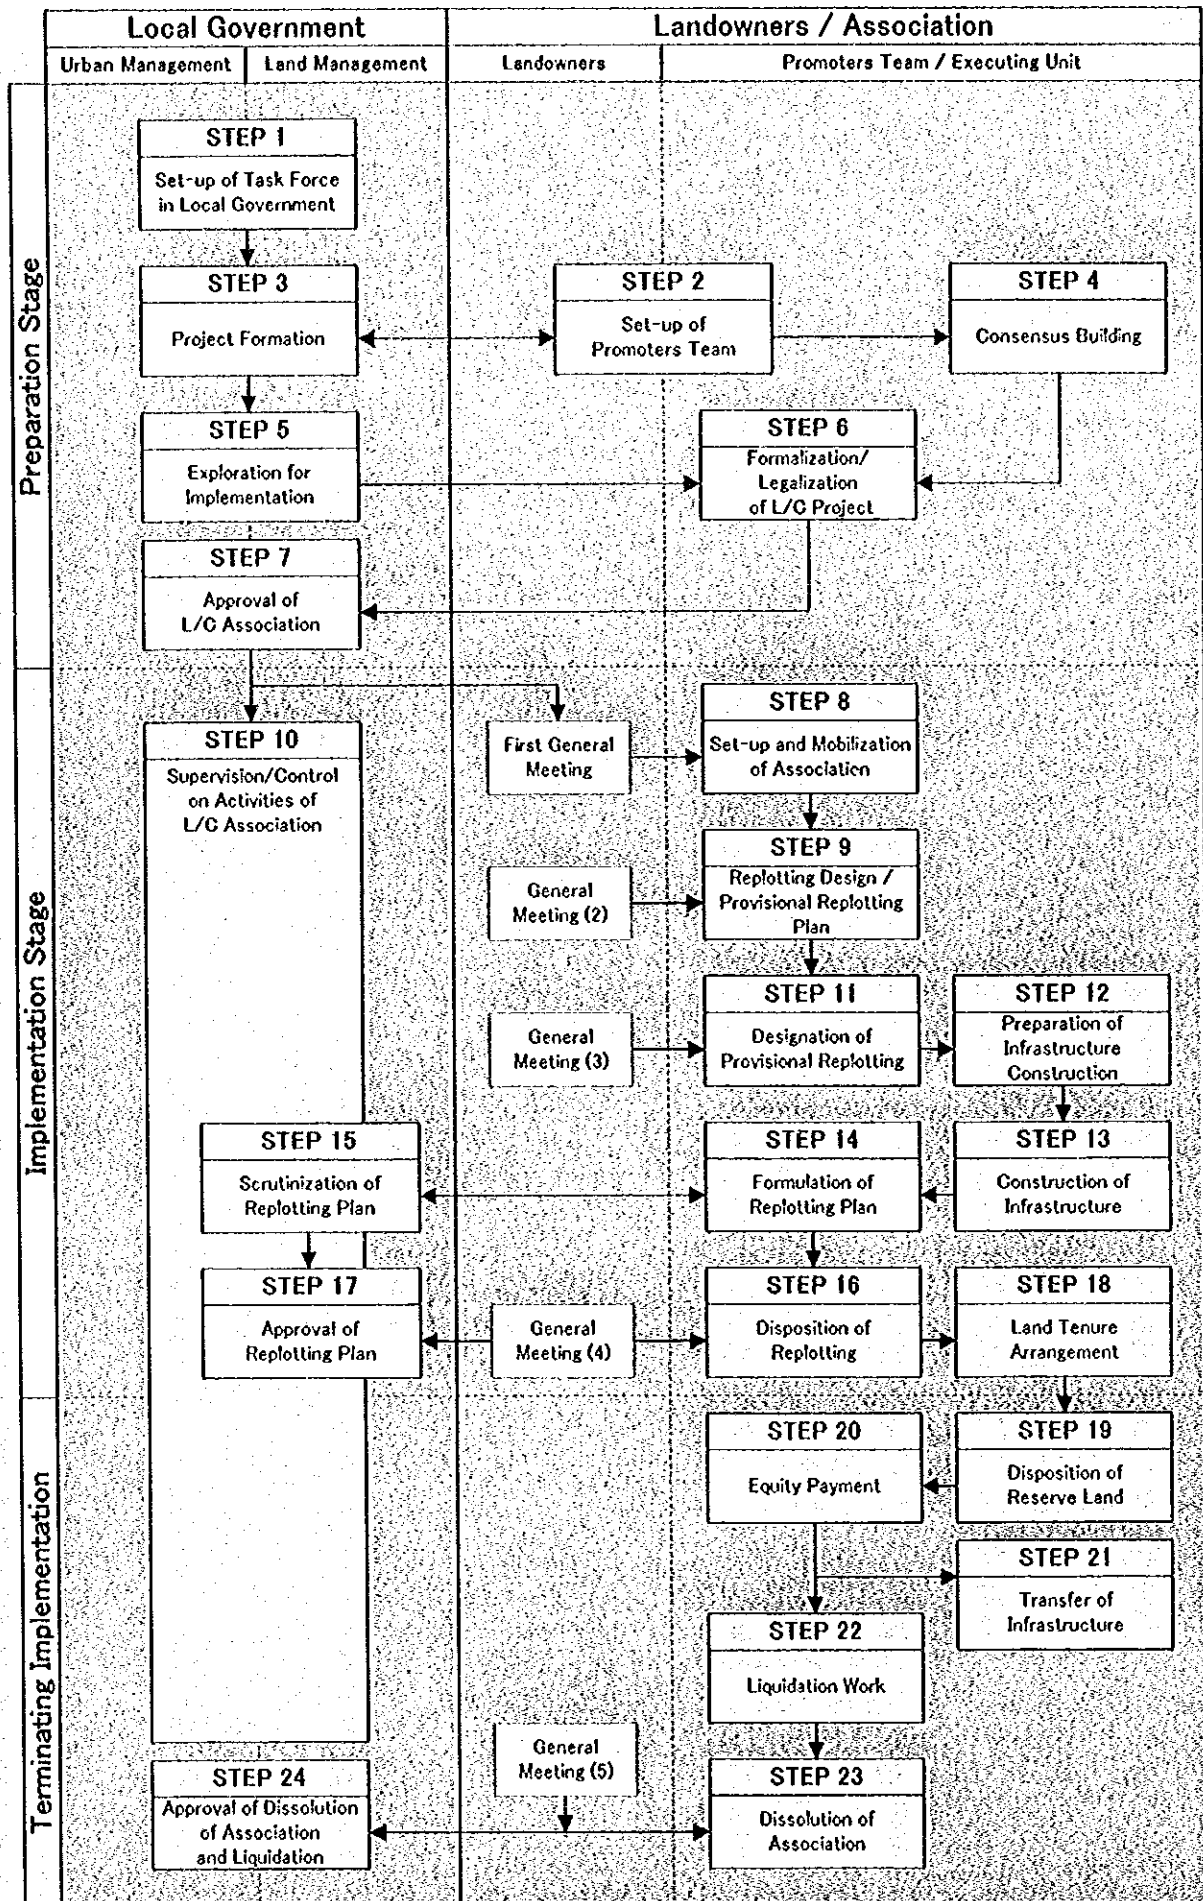 Local Government
Landowners / Association
Urban Management
Land Management
Landowners
Promoters Team / Executing Unit
Preparation Stage
STEP 1
Set-up of Task Force
in Local Government
STEP 3
Project Formation
STEP 2
Set-up of
Promoters Team
STEP 4
Consensus Building
STEP 5
Exploration for
Implementation
STEP 6
Formalization/
Legalization
of L/C Project
STEP 7
Approval of
L/C Association
Implementation Stage
STEP 10
Supervision/Control
on Activities of
L/C Association
First General
Meeting
STEP 8
Set-up and Mobilization
of Association
General
Meeting (2)
STEP 9
Replotting Design /
Provisional Replotting
Plan
General
Meeting (3)
STEP 11
Designation of
Provisional Replotting
STEP 12
Preparation of
Infrastructure
Construction
STEP 15
Scrutinization of
Replotting Plan
STEP 14
Formulation of
Replotting Plan
STEP 13
Construction of
Infrastructure
STEP 17
Approval of
Replotting Plan
General
Meeting (4)
STEP 16
Disposition of
Replotting
STEP 18
Land Tenure
Arrangement
Terminating Implementation
STEP 20
Equity Payment
STEP 19
Disposition of
Reserve Land
STEP 21
Transfer of
Infrastructure
STEP 22
Liquidation Work
General
Meeting (5)
STEP 24
Approval of Dissolution
of Association
and Liquidation
STEP 23
Dissolution of
Association